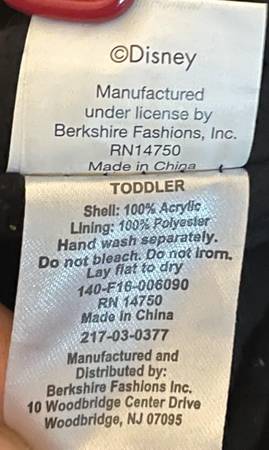 ©Disney
Manufactured
under license by
Berkshire Fashions, Inc.
RN14750
Made in China
TODDLER
Shell: 100% Acrylic
Lining: 100% Polyester
Hand wash separately.
Do not bleach. Do not irom.
Lay flat to dry
140-F16-006090
RN 14750
Made In China
217-03-0377
Manufactured and
Distributed by:
Berkshire Fashions Inc.
10 Woodbridge Center Drive
Woodbridge, NJ 07095